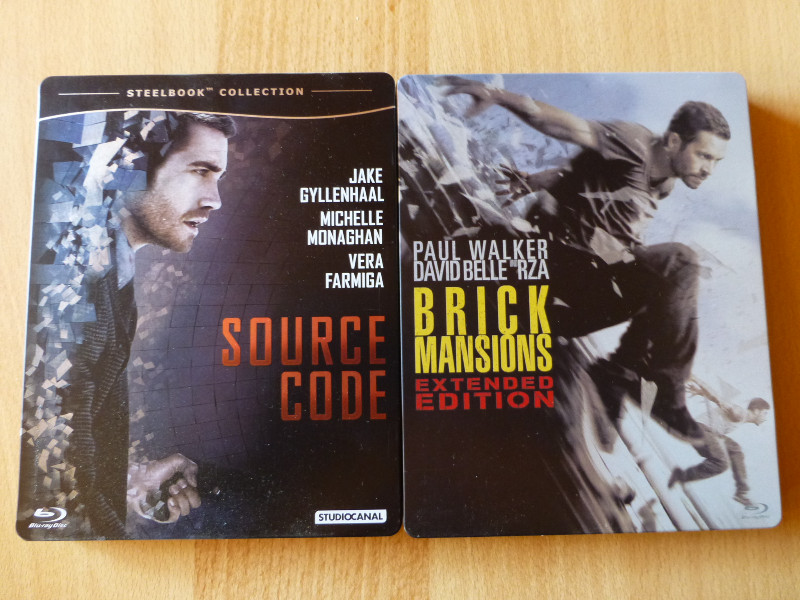 STEELBOOK™ COLLECTION
JAKE
GYLLENHAAL
MICHELLE
MONAGHAN
VERA
FARMIGA
SOURCE
CODE
Blu-ray Disc
STUDIOCANAL
PAUL WALKER
DAVID BELLE AND RZA
BRICK
MANSIONS
EXTENDED
EDITION